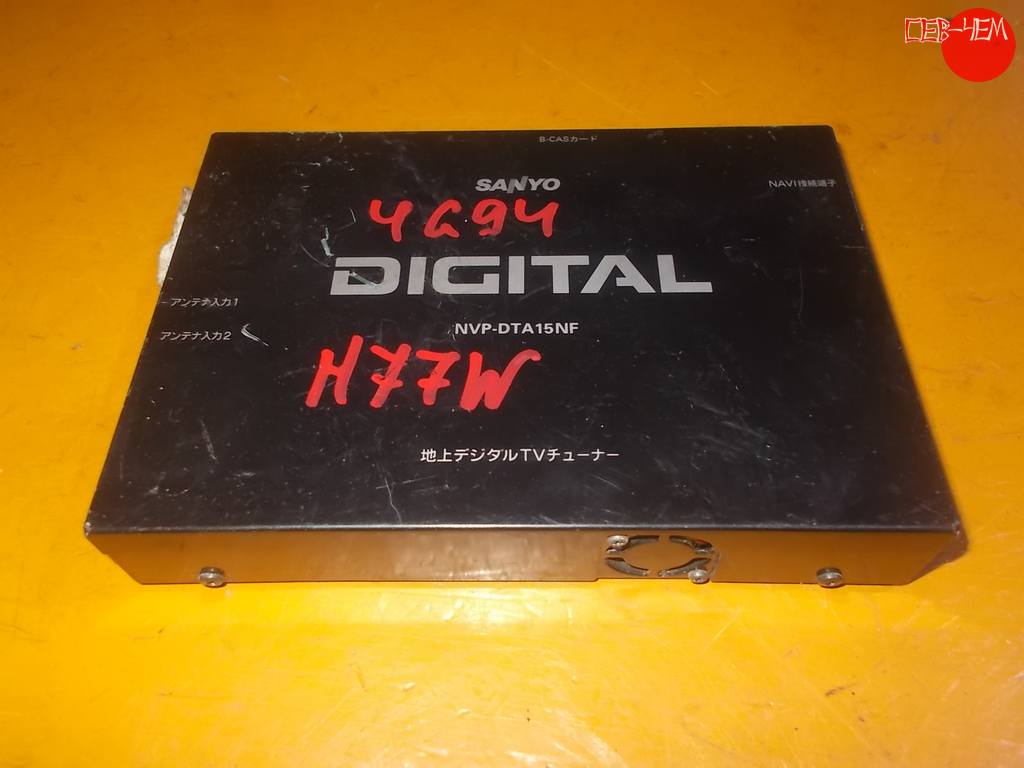 ОЕВ-ЧЕМ
B-CASカード
SANYO
NAVI接続端子
4G94
DIGITAL
アンテナ入力1
NVP-DTA15NF
アンテナ入力2
H77W
地上デジタルTVチューナー